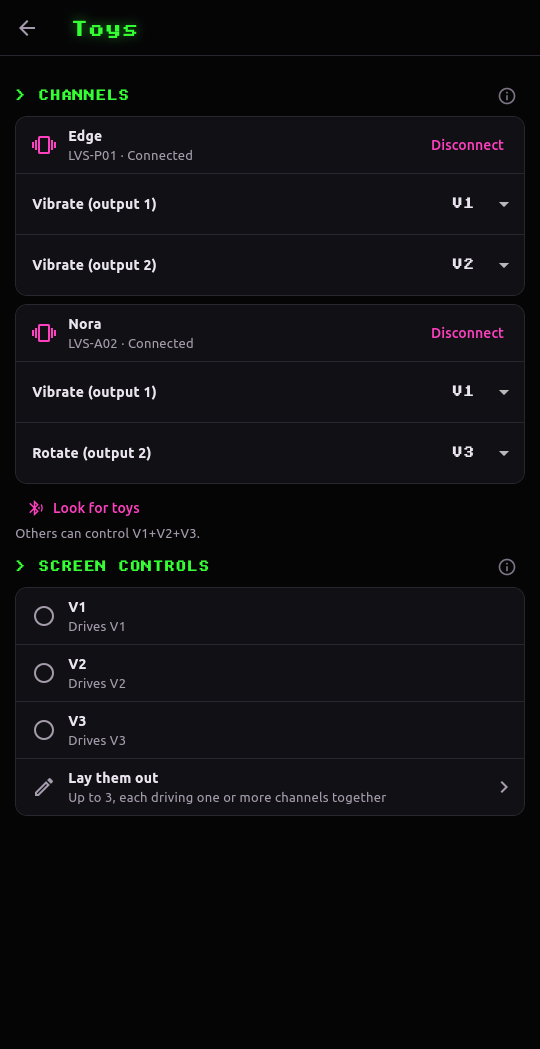 Toys
> CHANNELS
Edge
LVS-P01 · Connected
Disconnect
Vibrate (output 1)
V1
Vibrate (output 2)
V2
Nora
LVS-A02 · Connected
Disconnect
Vibrate (output 1)
V1
Rotate (output 2)
V3
Look for toys
Others can control V1+V2+V3.
> SCREEN CONTROLS
V1
Drives V1
V2
Drives V2
V3
Drives V3
Lay them out
Up to 3, each driving one or more channels together